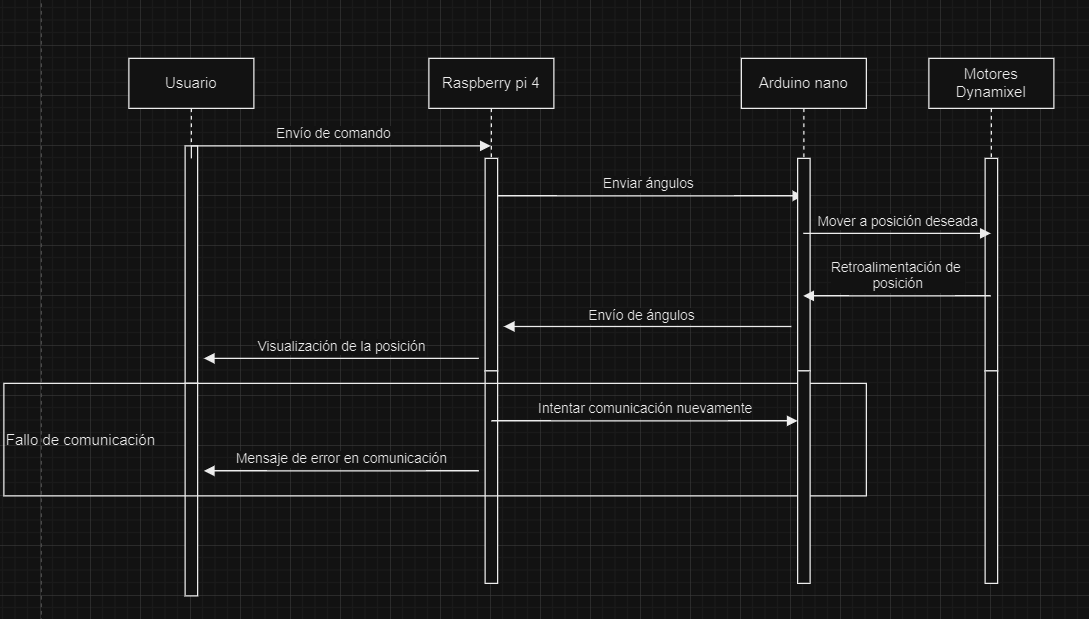 Usuario
Raspberry pi 4
Arduino nano
Motores
Dynamixel
Envío de comando
Enviar ángulos
Mover a posición deseada
Retroalimentación de
posición
Envío de ángulos
Visualización de la posición
Intentar comunicación nuevamente
Fallo de comunicación
Mensaje de error en comunicación